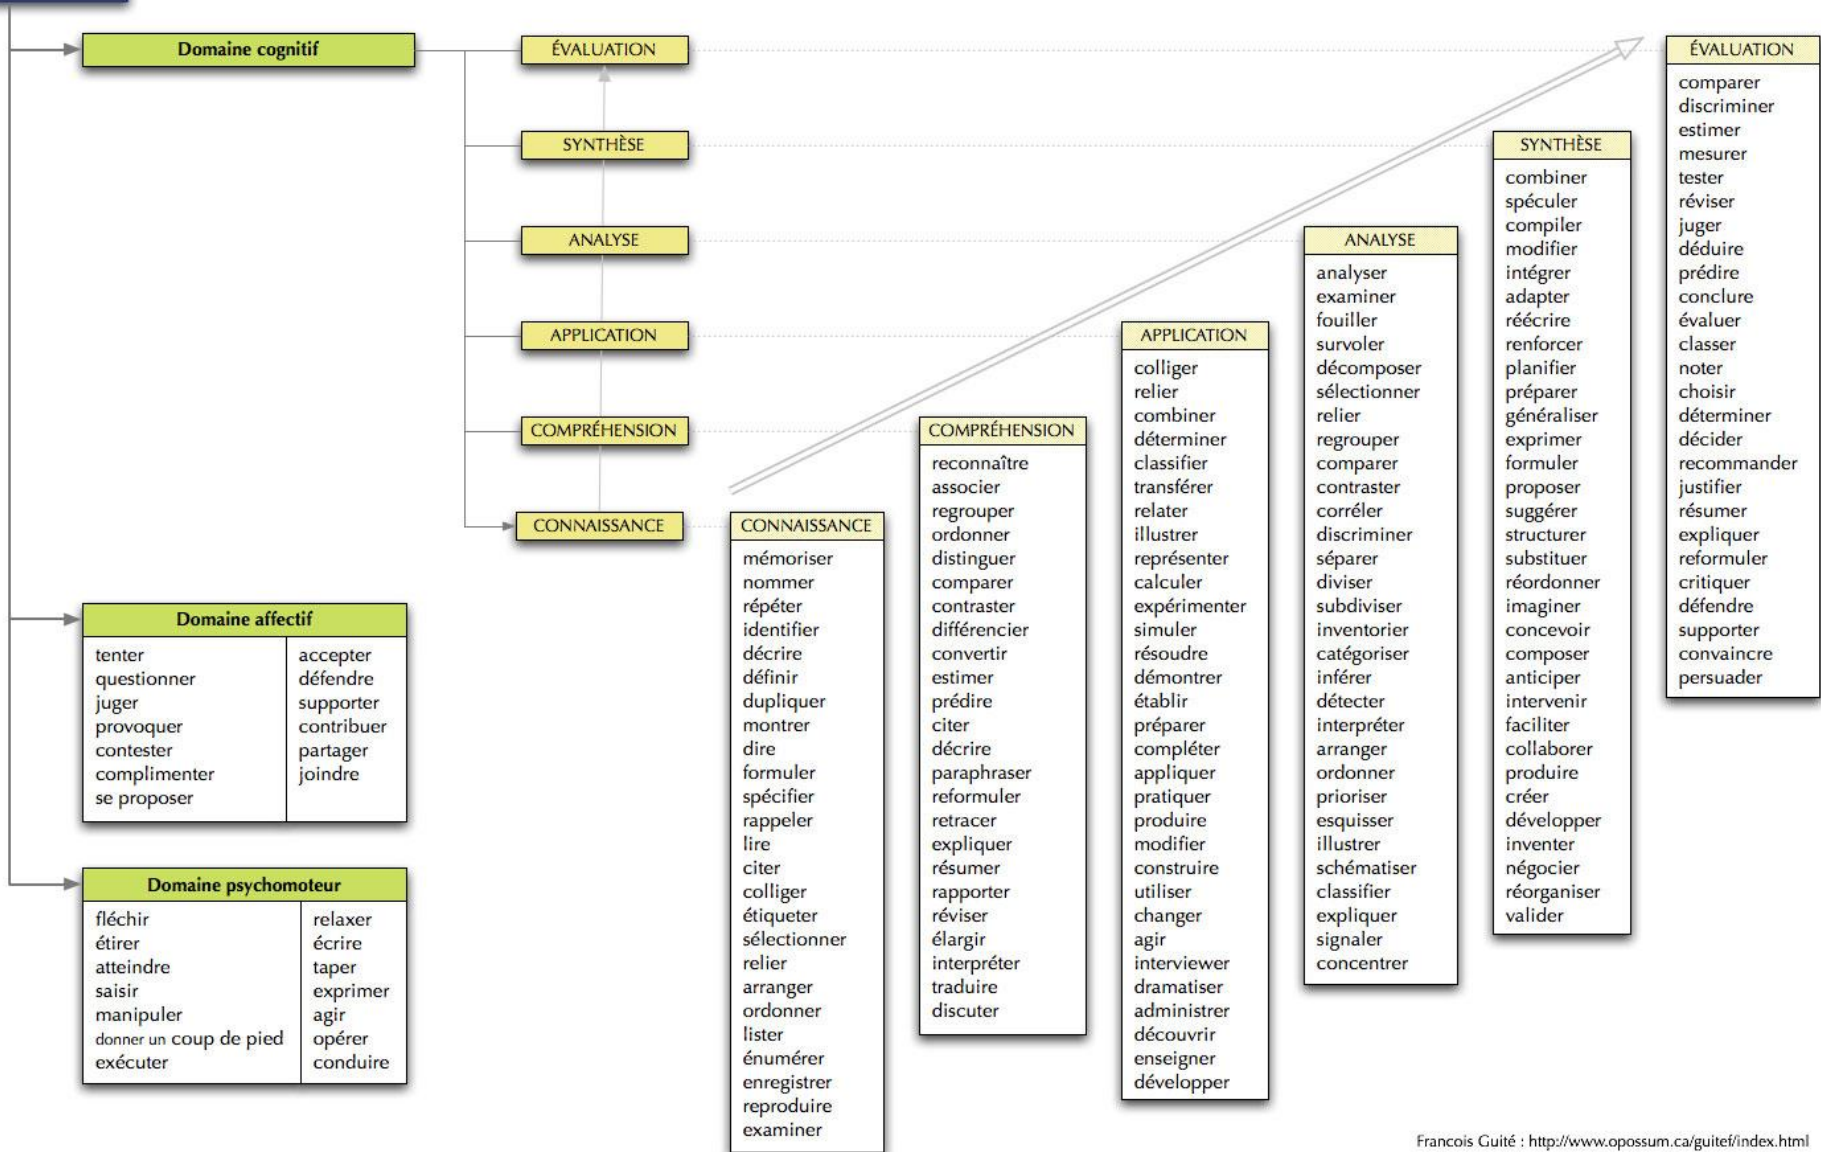 Domaine cognitif
ÉVALUATION
SYNTHÈSE
ANALYSE
APPLICATION
COMPRÉHENSION
CONNAISSANCE
Domaine affectif
tenter
questionner
juger
provoquer
contester
complimenter
se proposer
accepter
défendre
supporter
contribuer
partager
joindre
Domaine psychomoteur
fléchir
étirer
atteindre
saisir
manipuler
donner un coup de pied
exécuter
relaxer
écrire
taper
exprimer
agir
opérer
conduire
CONNAISSANCE
mémoriser
nommer
répéter
identifier
décrire
définir
dupliquer
montrer
dire
formuler
spécifier
rappeler
lire
citer
colliger
étiqueter
sélectionner
relier
arranger
ordonner
lister
énumérer
enregistrer
reproduire
examiner
COMPRÉHENSION
reconnaître
associer
regrouper
ordonner
distinguer
comparer
contraster
différencier
convertir
estimer
prédire
citer
décrire
paraphraser
reformuler
retracer
expliquer
résumer
rapporter
réviser
élargir
interpréter
traduire
discuter
APPLICATION
colliger
relier
combiner
déterminer
classifier
transférer
relater
illustrer
représenter
calculer
expérimenter
simuler
résoudre
démontrer
établir
préparer
compléter
appliquer
pratiquer
produire
modifier
construire
utiliser
changer
agir
interviewer
dramatiser
administrer
découvrir
enseigner
développer
ANALYSE
analyser
examiner
fouiller
survoler
décomposer
sélectionner
relier
regrouper
comparer
contraster
corréler
discriminer
séparer
diviser
subdiviser
inventorier
catégoriser
inférer
détecter
interpréter
arranger
ordonner
prioriser
esquisser
illustrer
schématiser
classifier
expliquer
signaler
concentrer
SYNTHÈSE
combiner
spéculer
compiler
modifier
intégrer
adapter
réécrire
renforcer
planifier
préparer
généraliser
exprimer
formuler
proposer
suggérer
structurer
substituer
réordonner
imaginer
concevoir
composer
anticiper
intervenir
faciliter
collaborer
produire
créer
développer
inventer
négocier
réorganiser
valider
ÉVALUATION
comparer
discriminer
estimer
mesurer
tester
réviser
juger
déduire
prédire
conclure
évaluer
classer
noter
choisir
déterminer
décider
recommander
justifier
résumer
expliquer
reformuler
critiquer
défendre
supporter
convaincre
persuader
Francois Guité : http://www.opossum.ca/guitef/index.html